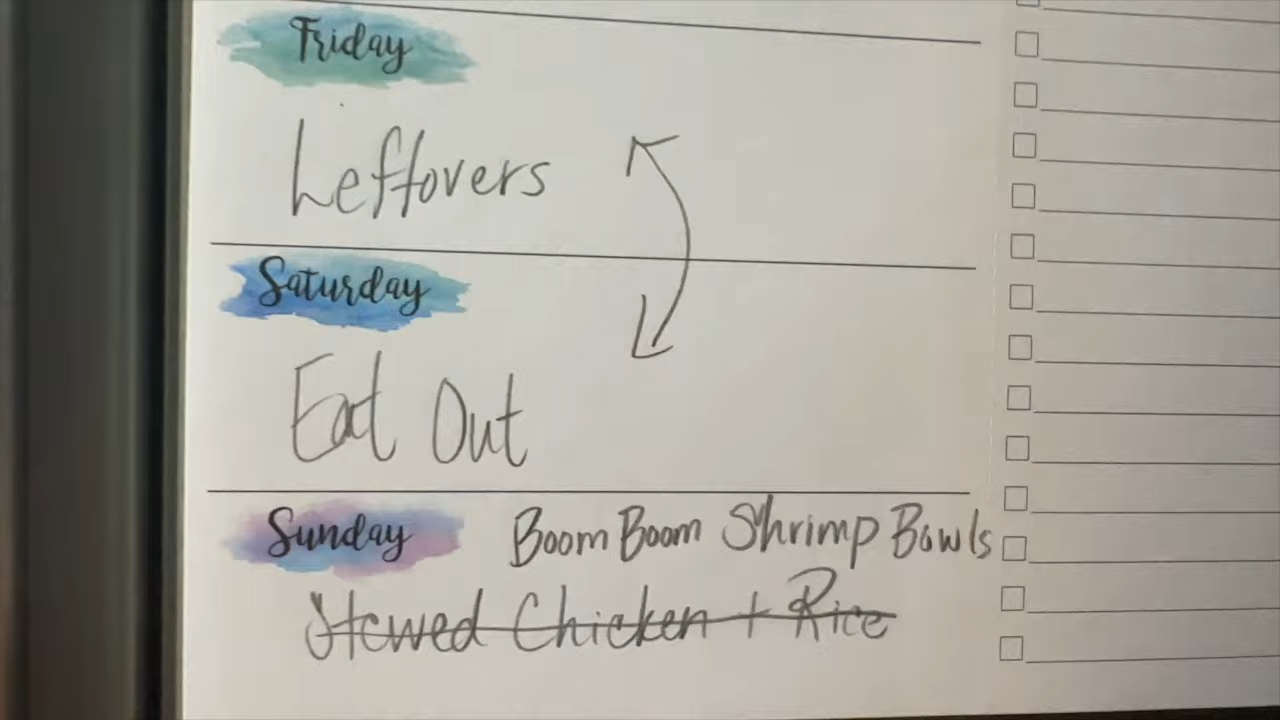 Friday
Leftovers
Saturday
Eat Out
Sunday Boom Boom Shrimp Bowls
Stewed Chicken + Rice